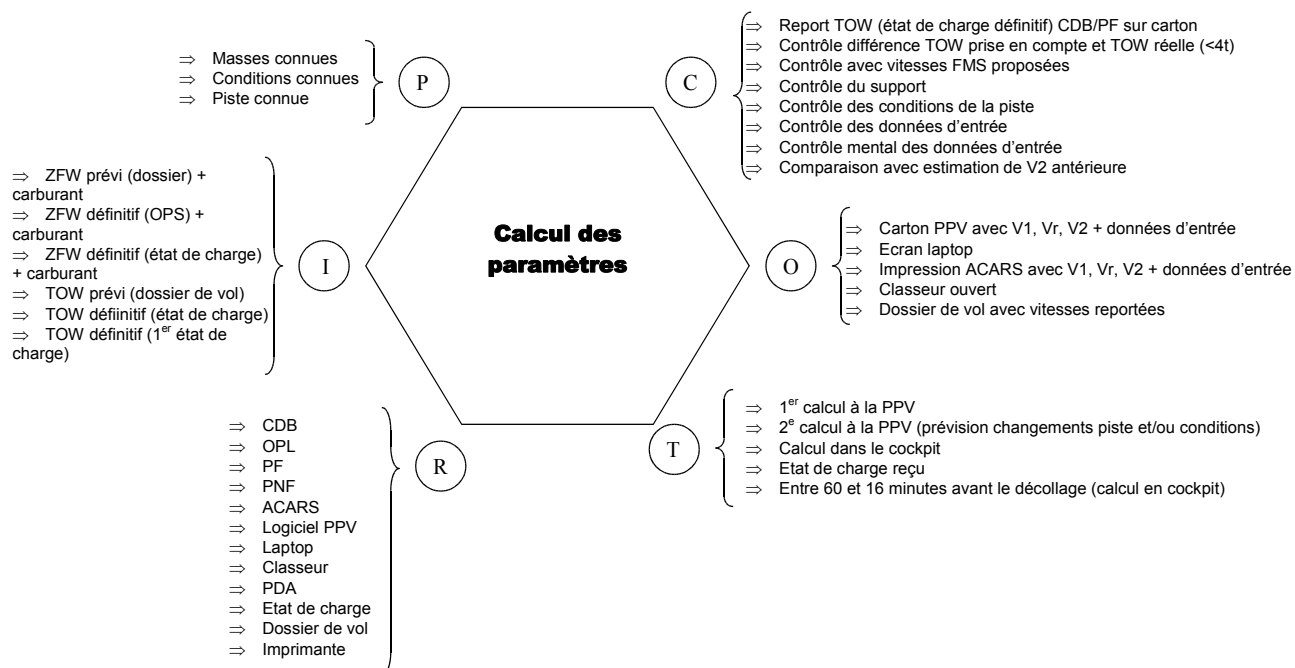 ⇒ Masses connues
⇒ Conditions connues
⇒ Piste connue
P
C
⇒ Report TOW (état de charge définitif) CDB/PF sur carton
⇒ Contrôle différence TOW prise en compte et TOW réelle (<4t)
⇒ Contrôle avec vitesses FMS proposées
⇒ Contrôle du support
⇒ Contrôle des conditions de la piste
⇒ Contrôle des données d'entrée
⇒ Contrôle mental des données d'entrée
⇒ Comparaison avec estimation de V2 antérieure
⇒ ZFW prévi (dossier) +
carburant
⇒ ZFW définitif (OPS) +
carburant
⇒ ZFW définitif (état de charge)
+ carburant
⇒ TOW prévi (dossier de vol)
⇒ TOW défiinitif (état de charge)
⇒ TOW définitif (1er état de
charge)
I
Calcul des
paramètres
O
⇒ Carton PPV avec V1, Vr, V2 + données d'entrée
⇒ Ecran laptop
⇒ Impression ACARS avec V1, Vr, V2 + données d'entrée
⇒ Classeur ouvert
⇒ Dossier de vol avec vitesses reportées
⇒ CDB
⇒ OPL
⇒ PF
⇒ PNF
⇒ ACARS
⇒ Logiciel PPV
⇒ Laptop
⇒ Classeur
⇒ PDA
⇒ Etat de charge
⇒ Dossier de vol
⇒ Imprimante
R
T
⇒ 1er calcul à la PPV
⇒ 2e calcul à la PPV (prévision changements piste et/ou conditions)
⇒ Calcul dans le cockpit
⇒ Etat de charge reçu
⇒ Entre 60 et 16 minutes avant le décollage (calcul en cockpit)